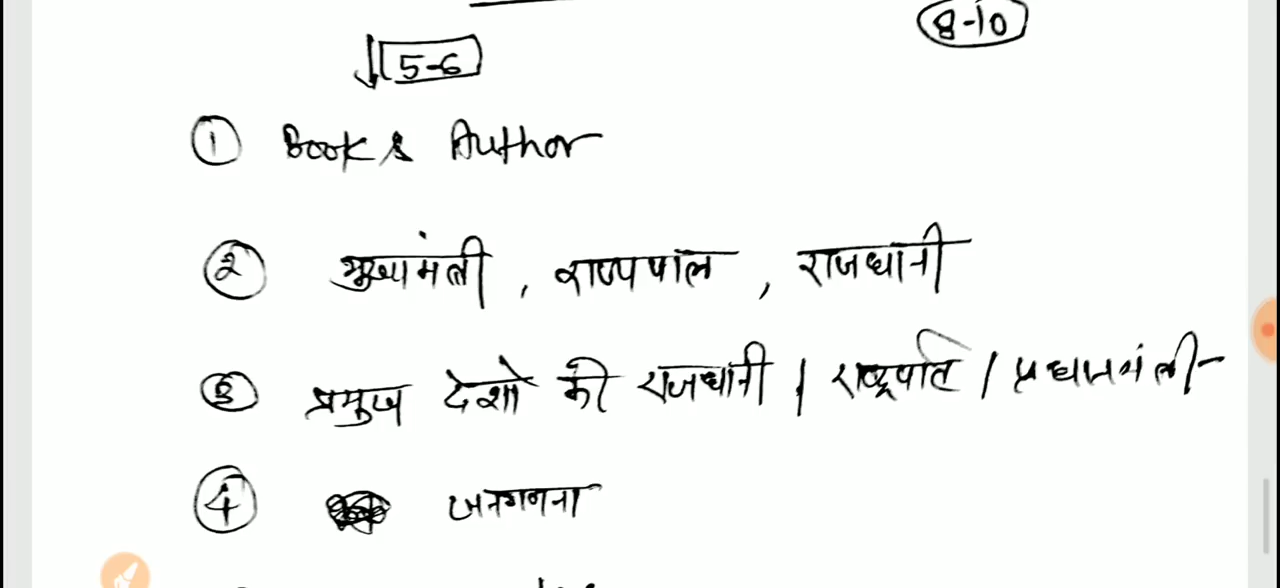 8-10
5-6
① Book & Author
② मुख्यमंत्री, राज्यपाल, राजधानी
③ प्रमुख देशो की राजधानी / राष्ट्रपति / प्रधानमंत्री
④ जनगणना